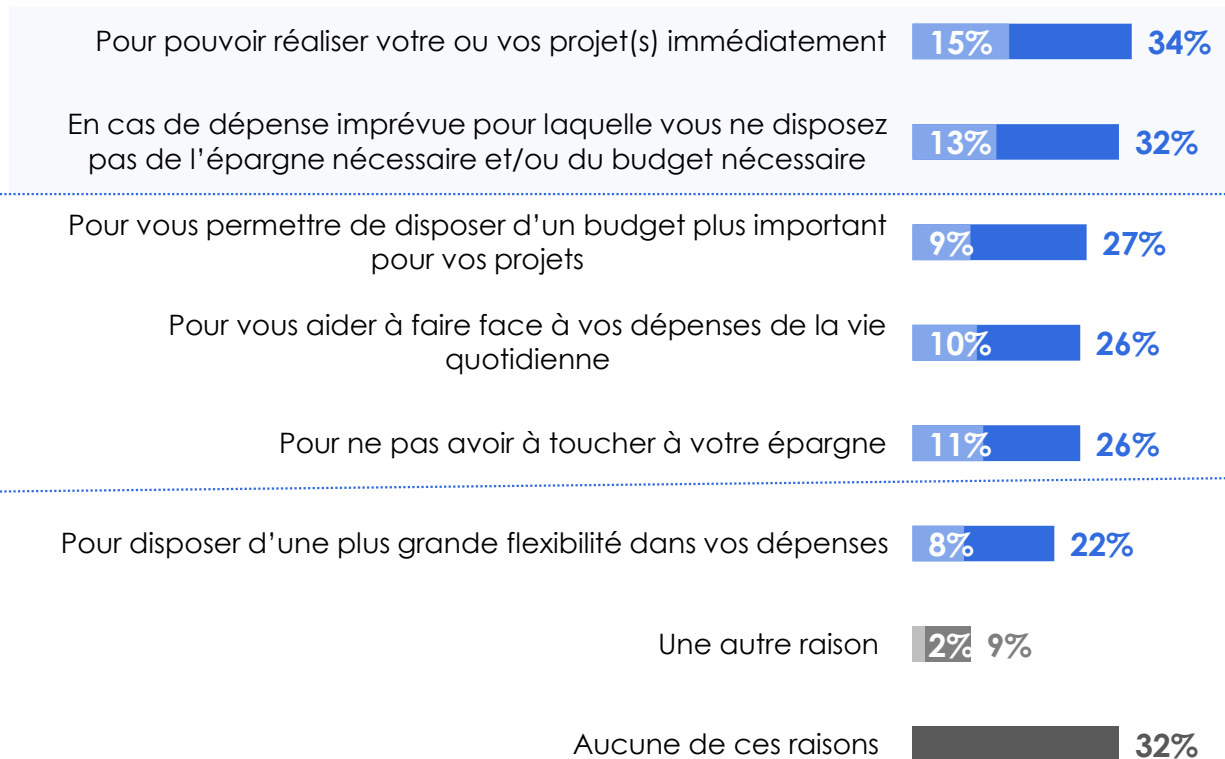 Pour pouvoir réaliser votre ou vos projet(s) immédiatement 15% 34%
En cas de dépense imprévue pour laquelle vous ne disposez
pas de l’épargne nécessaire et/ou du budget nécessaire 13% 32%
Pour vous permettre de disposer d’un budget plus important
pour vos projets 9% 27%
Pour vous aider à faire face à vos dépenses de la vie
quotidienne 10% 26%
Pour ne pas avoir à toucher à votre épargne 11% 26%
Pour disposer d’une plus grande flexibilité dans vos dépenses 8% 22%
Une autre raison 2% 9%
Aucune de ces raisons 32%